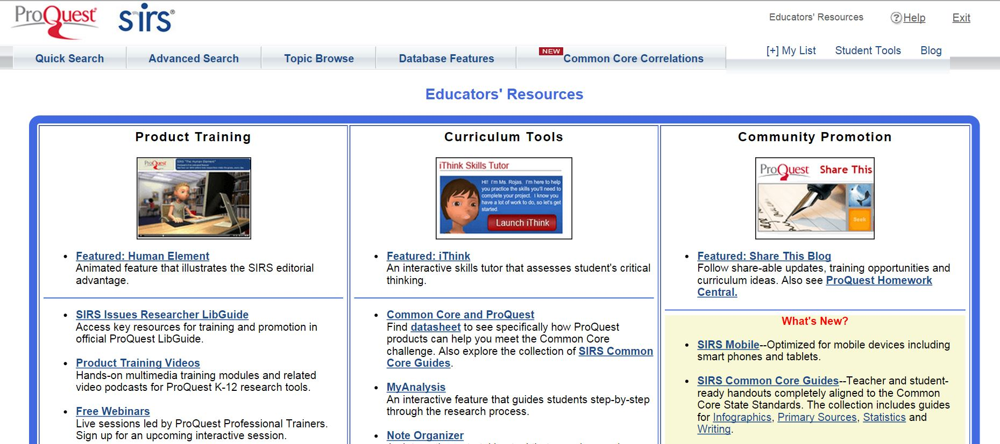 ProQuest sirs®
Educators' Resources ? Help Exit
Quick Search Advanced Search Topic Browse Database Features NEW Common Core Correlations
[+] My List Student Tools Blog
Educators' Resources
Product Training
ProQuest SIRS "The Human Element"
Featured: Human Element
Animated feature that illustrates the SIRS editorial
advantage.
SIRS Issues Researcher LibGuide
Access key resources for training and promotion in
official ProQuest LibGuide.
Product Training Videos
Hands-on multimedia training modules and related
video podcasts for ProQuest K-12 research tools.
Free Webinars
Live sessions led by ProQuest Professional Trainers.
Sign up for an upcoming interactive session.
Curriculum Tools
iThink Skills Tutor
Hi! I'm Ms. Rojas. I'm here to help
you practice the skills you'll need to
complete your project. I know you
have a lot of work to do, so let's get
started.
Launch iThink
Featured: iThink
An interactive skills tutor that assesses student's critical
thinking.
Common Core and ProQuest
Find datasheet to see specifically how ProQuest
products can help you meet the Common Core
challenge. Also explore the collection of SIRS Common
Core Guides.
MyAnalysis
An interactive feature that guides students step-by-step
through the research process.
Note Organizer
Community Promotion
ProQuest Share This
Seek
Featured: Share This Blog
Follow share-able updates, training opportunities and
curriculum ideas. Also see ProQuest Homework
Central.
What's New?
SIRS Mobile--Optimized for mobile devices including
smart phones and tablets.
SIRS Common Core Guides--Teacher and student-
ready handouts completely aligned to the Common
Core State Standards. The collection includes guides
for Infographics, Primary Sources, Statistics and
Writing.